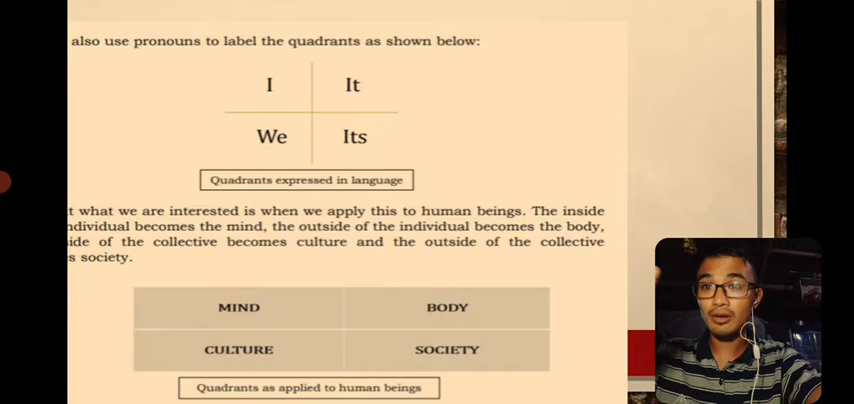 also use pronouns to label the quadrants as shown below:
I It
We Its
Quadrants expressed in language
what we are interested is when we apply this to human beings. The inside
individual becomes the mind, the outside of the individual becomes the body,
of the collective becomes culture and the outside of the collective
society.
MIND BODY
CULTURE SOCIETY
Quadrants as applied to human beings